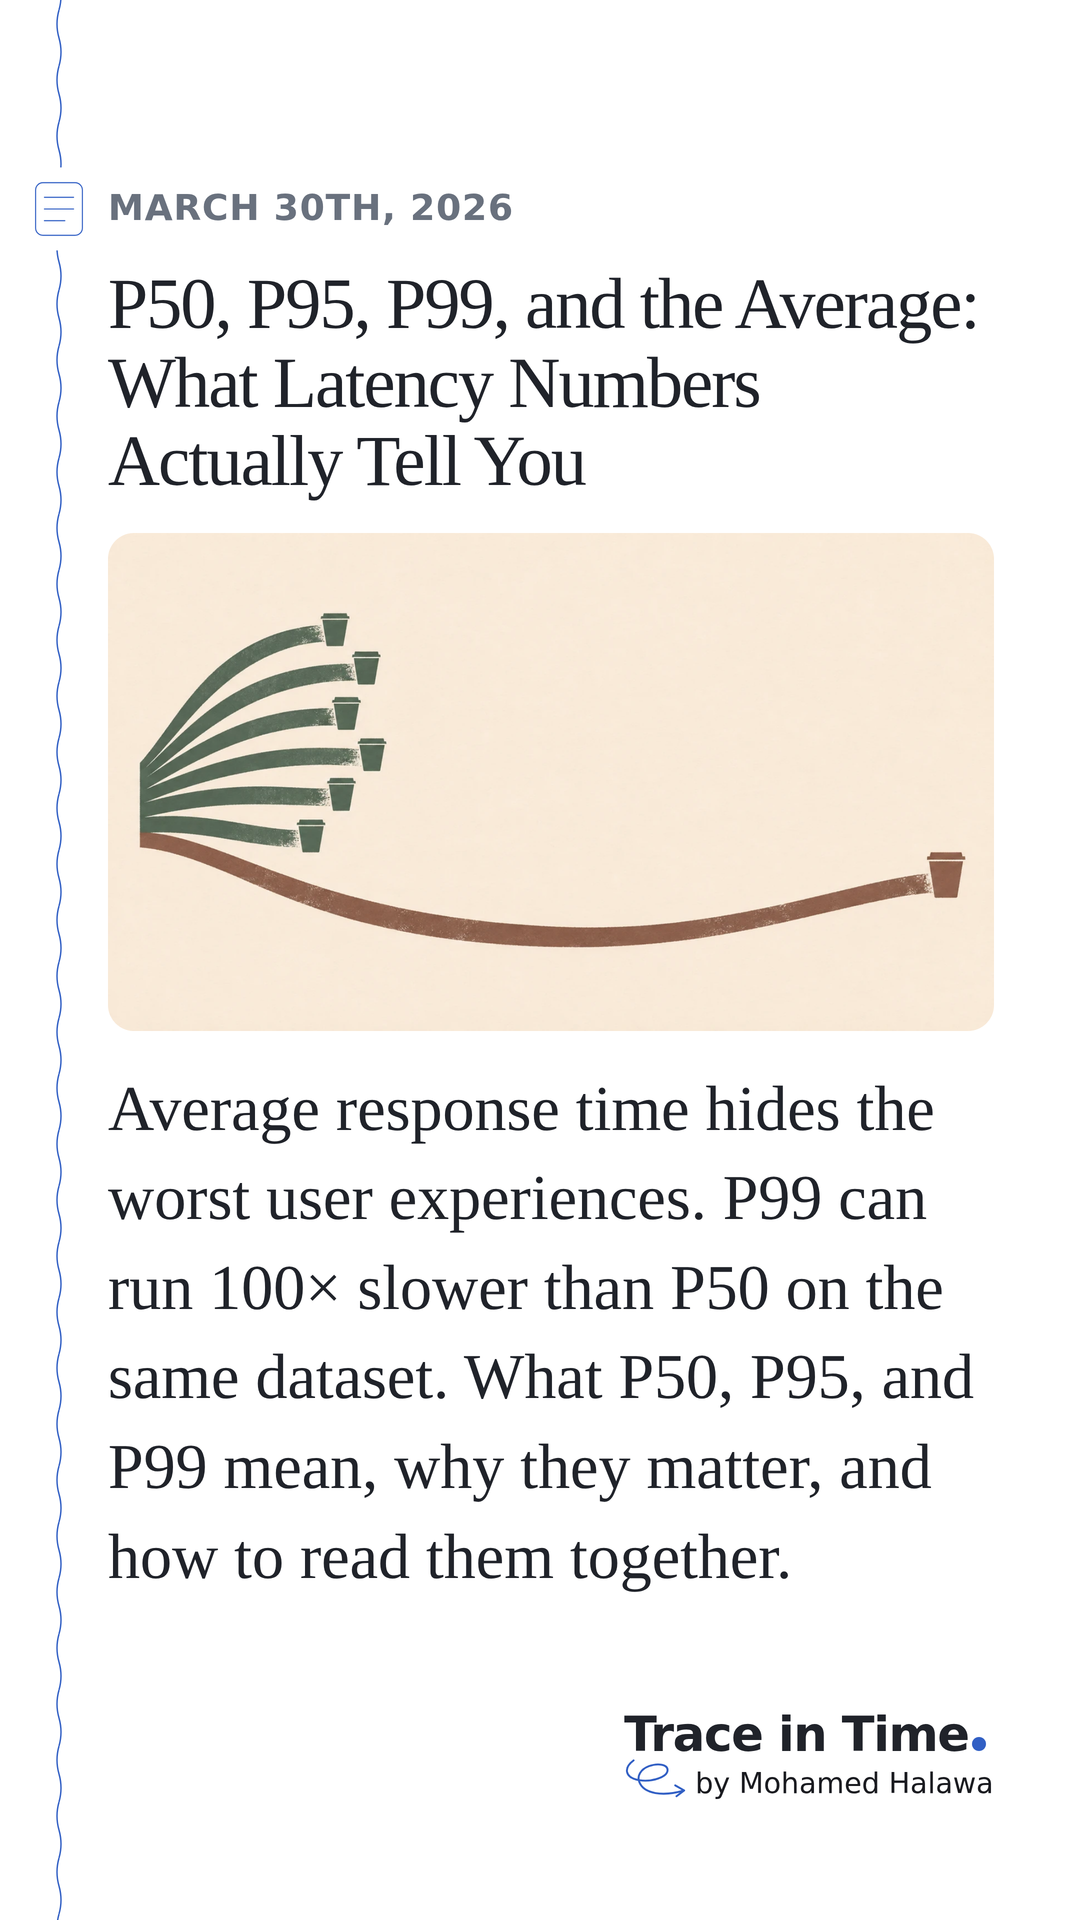 MARCH 30TH, 2026
P50, P95, P99, and the Average:
What Latency Numbers
Actually Tell You
Average response time hides the
worst user experiences. P99 can
run 100× slower than P50 on the
same dataset. What P50, P95, and
P99 mean, why they matter, and
how to read them together.
Trace in Time.
by Mohamed Halawa